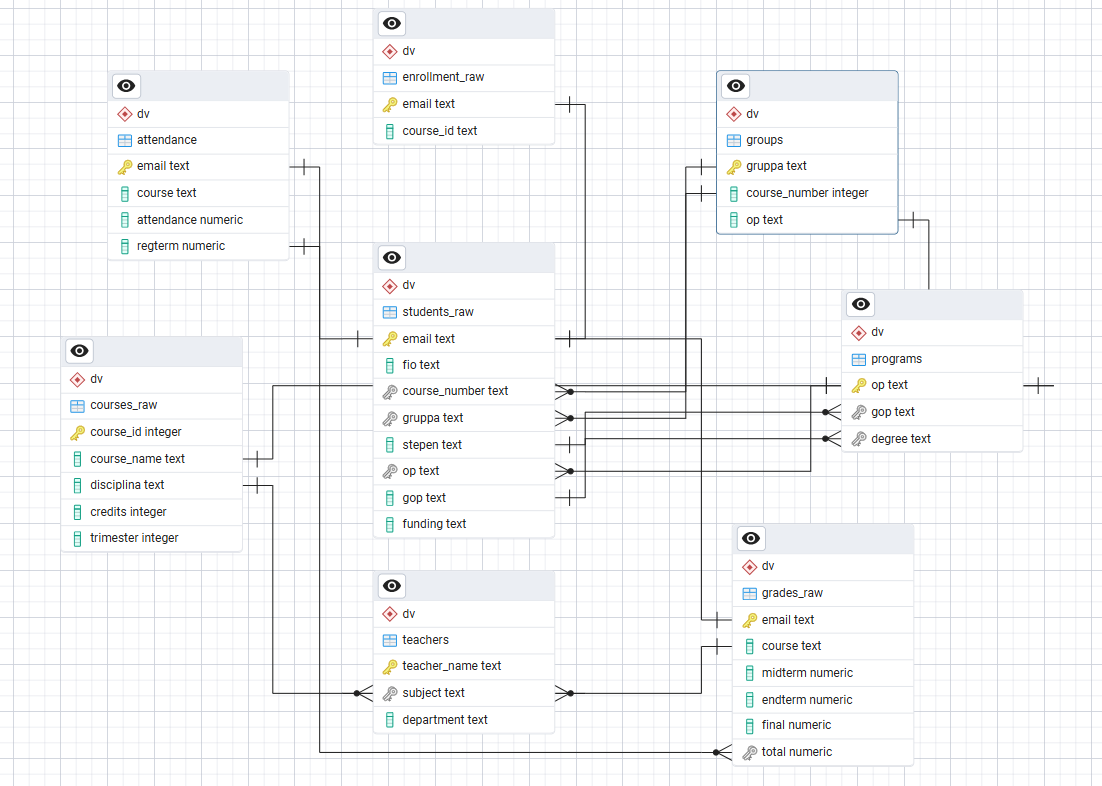 dv
enrollment_raw
email text
course_id text
dv
attendance
email text
course text
attendance numeric
regterm numeric
dv
groups
gruppa text
course_number integer
op text
dv
students_raw
email text
fio text
course_number text
gruppa text
stepen text
op text
gop text
funding text
dv
programs
op text
gop text
degree text
dv
courses_raw
course_id integer
course_name text
disciplina text
credits integer
trimester integer
dv
teachers
teacher_name text
subject text
department text
dv
grades_raw
email text
course text
midterm numeric
endterm numeric
final numeric
total numeric